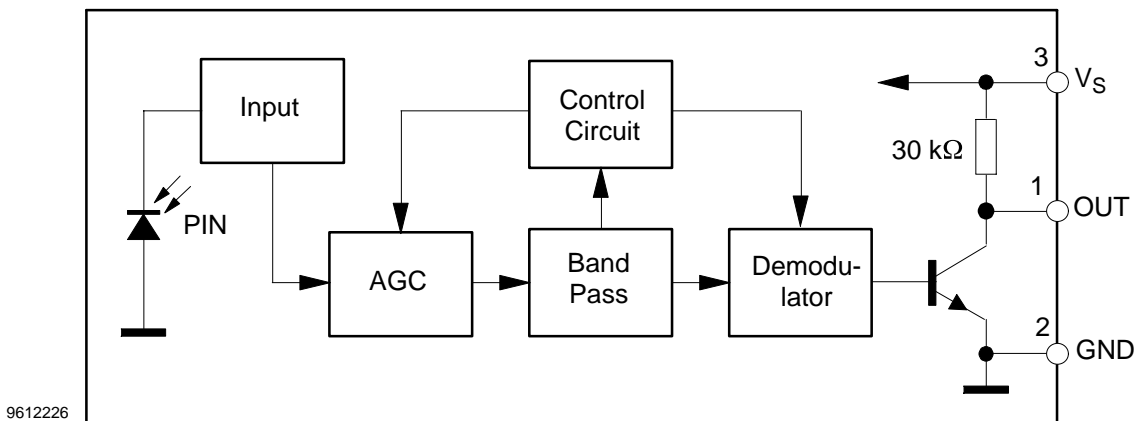 3
V_S
Input
Control
Circuit
30 kΩ
1
OUT
PIN
AGC
Band
Pass
Demodu-
lator
2
GND
9612226